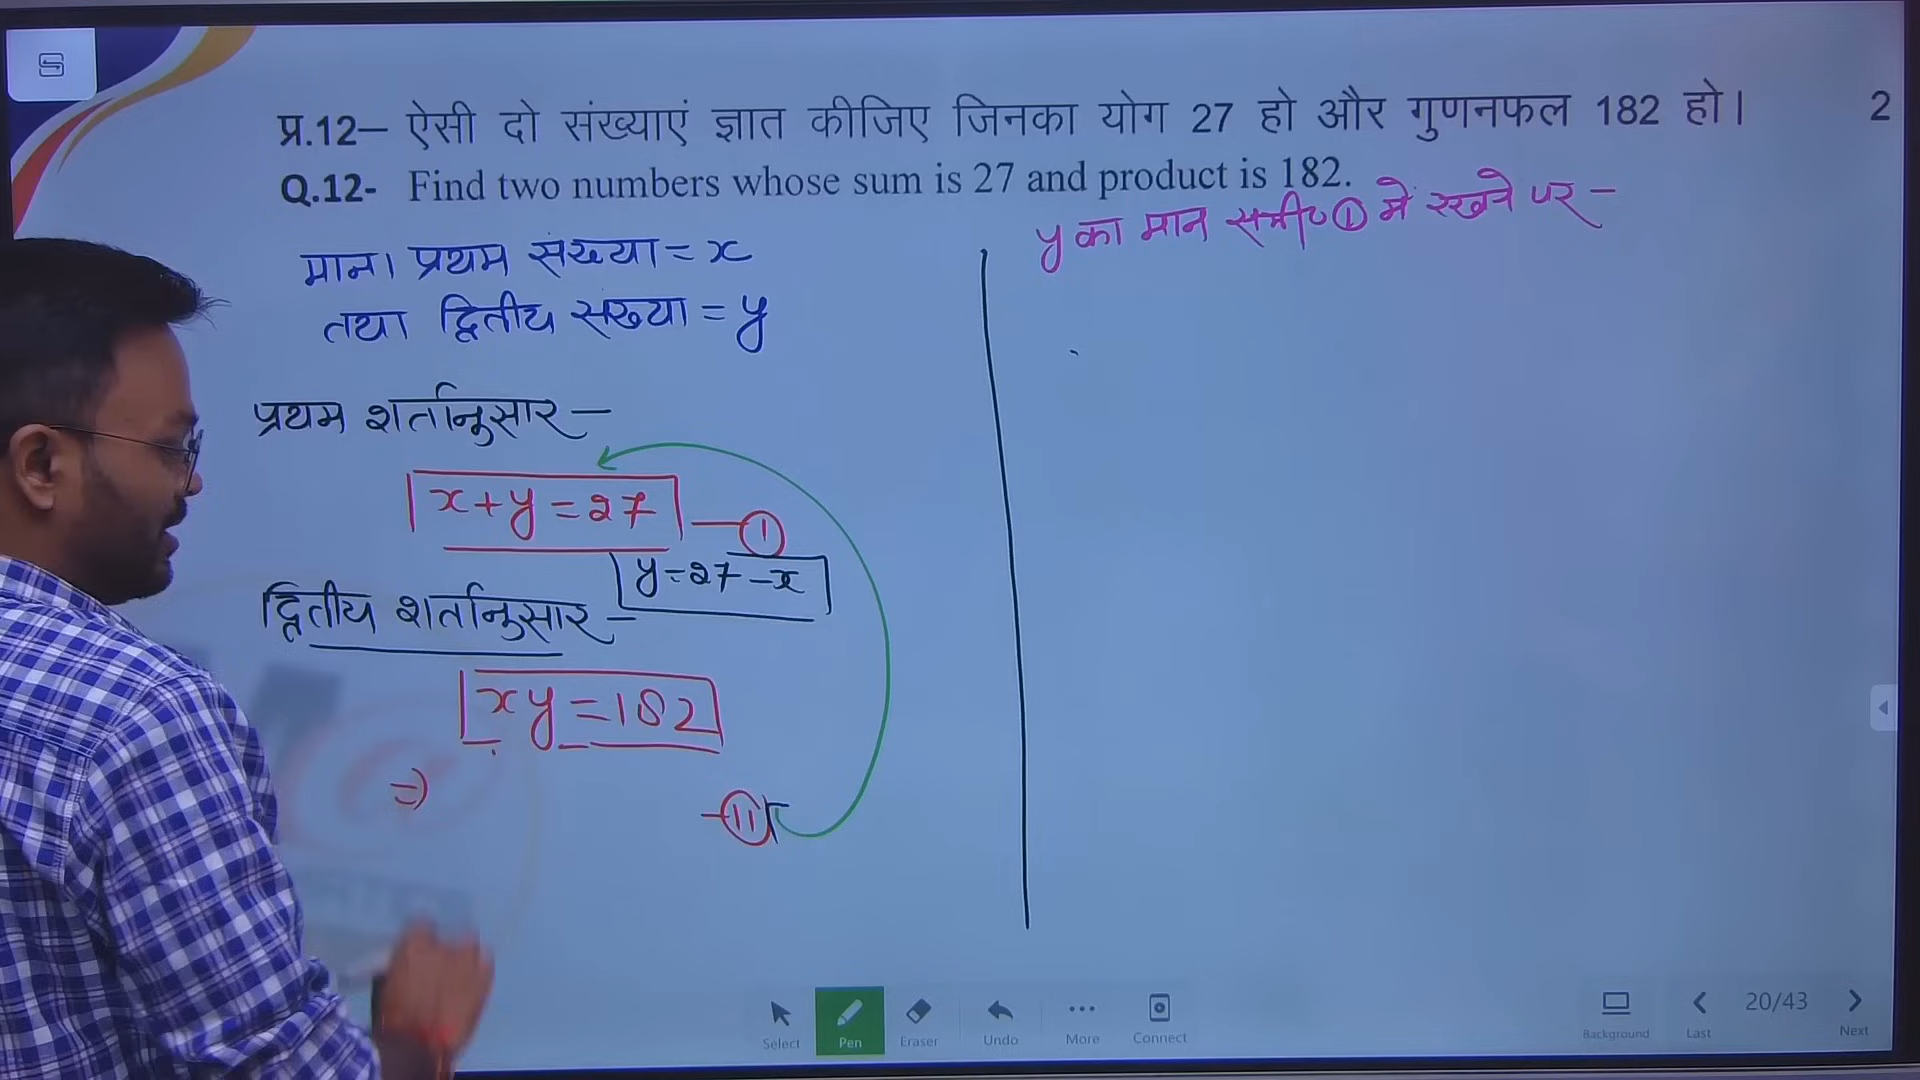 प्र.12– ऐसी दो संख्याएं ज्ञात कीजिए जिनका योग 27 हो और गुणनफल 182 हो। 2
Q.12- Find two numbers whose sum is 27 and product is 182.
माना प्रथम संख्या = x
तथा द्वितीय संख्या = y
प्रथम शर्तानुसार –
x+y=27 —①
y=27-x
द्वितीय शर्तानुसार –
xy=182
⇒ -⑪
y का मान समी० ① में रखने पर –
Select Pen Eraser Undo More Connect
Background Last 20/43 Next